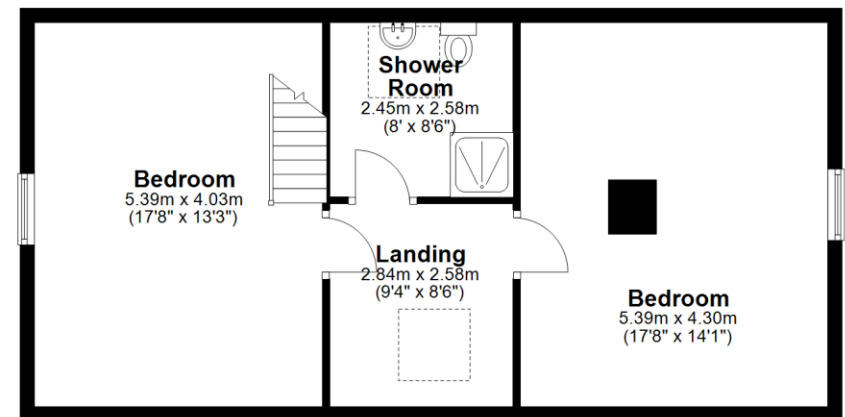 Shower
Room
2.45m x 2.58m
(8' x 8'6")
Bedroom
5.39m x 4.03m
(17'8" x 13'3")
Landing
2.84m x 2.58m
(9'4" x 8'6")
Bedroom
5.39m x 4.30m
(17'8" x 14'1")